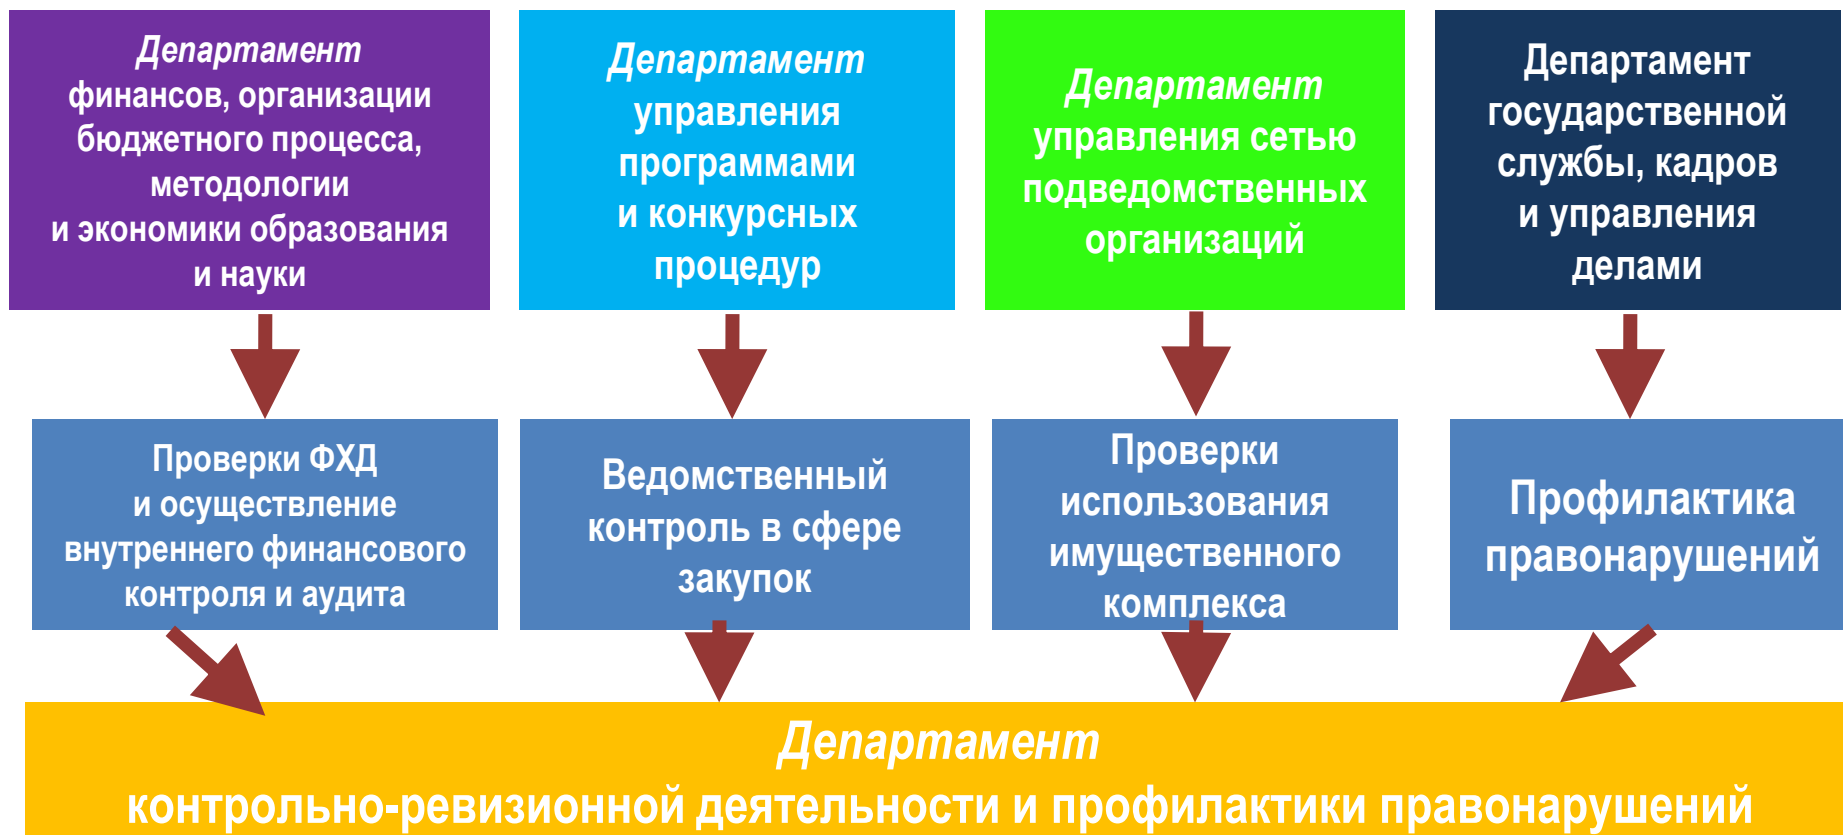 Департамент
финансов, организации
бюджетного процесса,
методологии
и экономики образования
и науки
Департамент
управления
программами
и конкурсных
процедур
Департамент
управления сетью
подведомственных
организаций
Департамент
государственной
службы, кадров
и управления
делами
Проверки ФХД
и осуществление
внутреннего финансового
контроля и аудита
Ведомственный
контроль в сфере
закупок
Проверки
использования
имущественного
комплекса
Профилактика
правонарушений
Департамент
контрольно-ревизионной деятельности и профилактики правонарушений